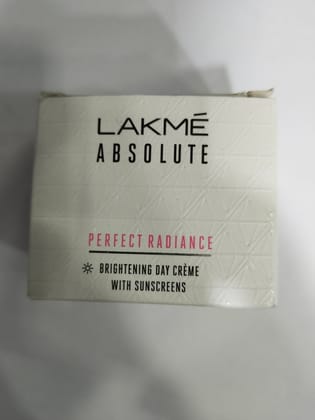 LAKMÉ
ABSOLUTE
PERFECT RADIANCE
BRIGHTENING DAY CRÈME
WITH SUNSCREENS